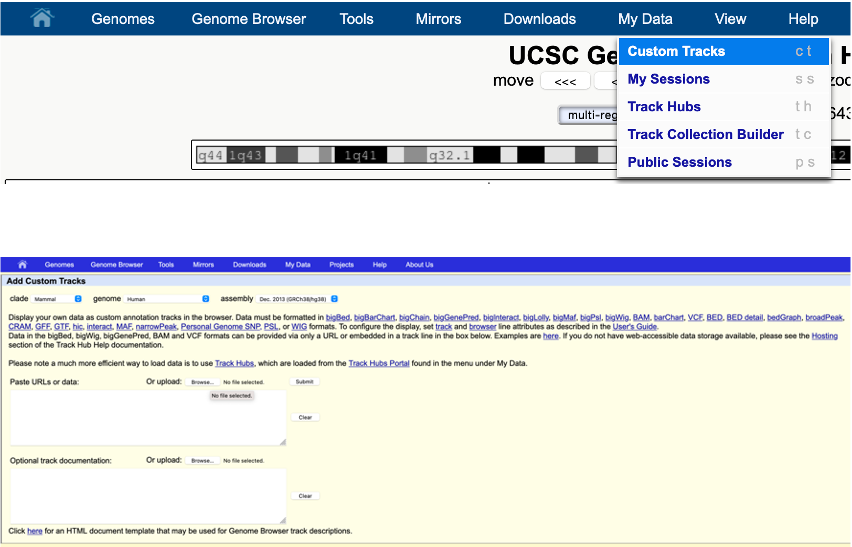 Genomes Genome Browser Tools Mirrors Downloads My Data View Help
Custom Tracks c t
My Sessions s s
Track Hubs t h
Track Collection Builder t c
Public Sessions p s
UCSC Ge
move <<<
multi-reg
q44 1q43 1q41 q32.1 12
Genomes Genome Browser Tools Mirrors Downloads My Data Projects Help About Us
Add Custom Tracks
clade Mammal genome Human assembly Dec. 2013 (GRCh38/hg38)
Display your own data as custom annotation tracks in the browser. Data must be formatted in bigBed, bigBarChart, bigChain, bigGenePred, bigInteract, bigLolly, bigMaf, bigPsl, bigWig, BAM, barChart, VCF, BED, BED detail, bedGraph, broadPeak,
CRAM, GFF, GTF, hic, interact, MAF, narrowPeak, Personal Genome SNP, PSL, or WIG formats. To configure the display, set track and browser line attributes as described in the User's Guide.
Data in the bigBed, bigWig, bigGenePred, BAM and VCF formats can be provided via only a URL or embedded in a track line in the box below. Examples are here. If you do not have web-accessible data storage available, please see the Hosting
section of the Track Hub Help documentation.
Please note a much more efficient way to load data is to use Track Hubs, which are loaded from the Track Hubs Portal found in the menu under My Data.
Paste URLs or data: Or upload: Browse... No file selected. Submit
No file selected.
Clear
Optional track documentation: Or upload: Browse... No file selected.
Clear
Click here for an HTML document template that may be used for Genome Browser track descriptions.